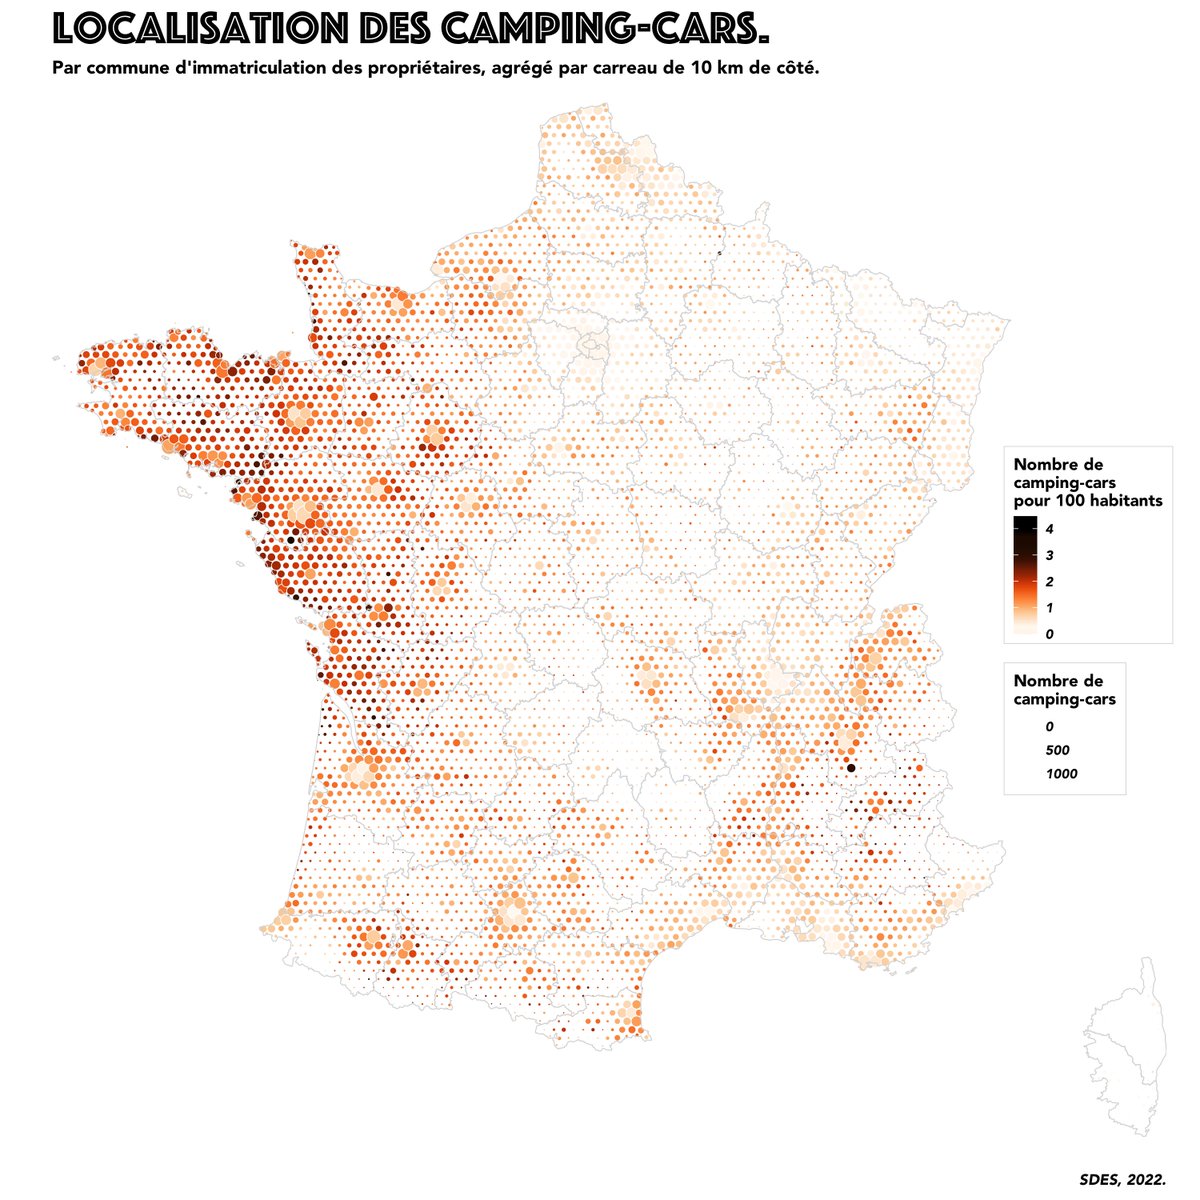 LOCALISATION DES CAMPING-CARS.
Par commune d'immatriculation des propriétaires, agrégé par carreau de 10 km de côté.
Nombre de
camping-cars
pour 100 habitants
4
3
2
1
0
Nombre de
camping-cars
0
500
1000
SDES, 2022.